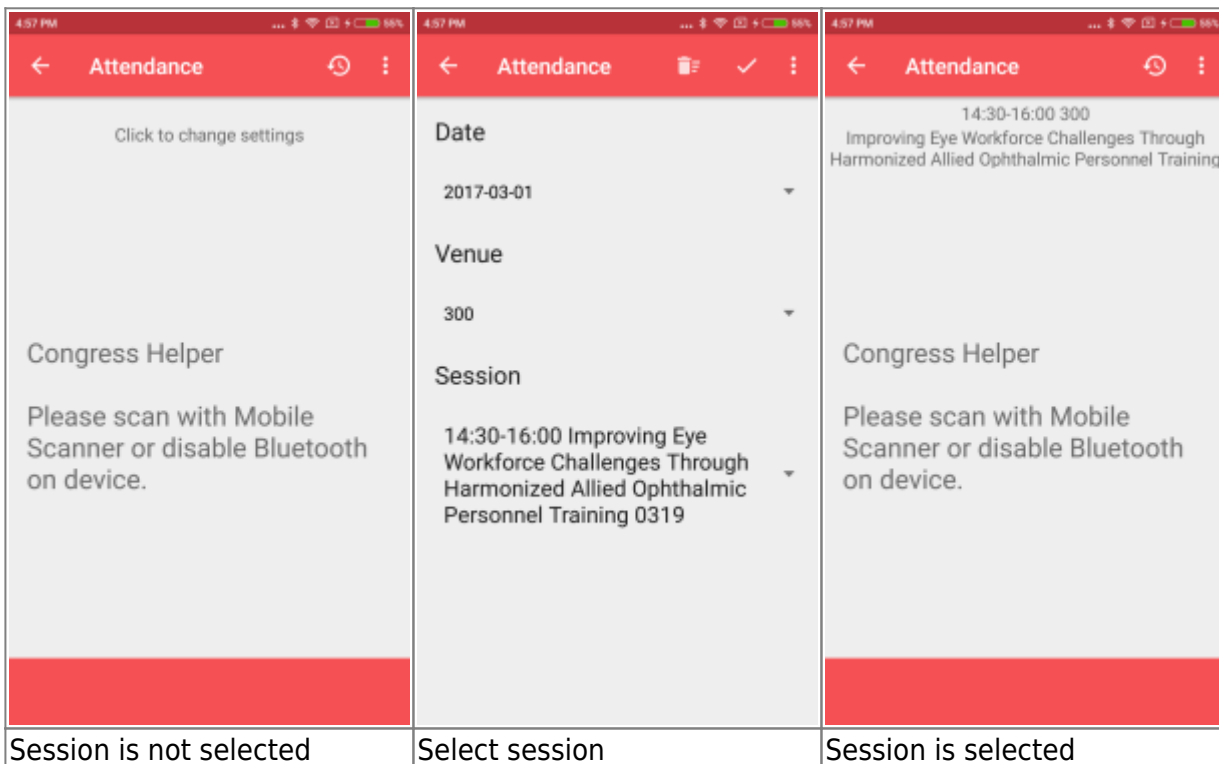 4:57 PM ... 55%
Attendance
Click to change settings
Congress Helper
Please scan with Mobile
Scanner or disable Bluetooth
on device.
Session is not selected
4:57 PM ... 55%
Attendance
Date
2017-03-01
Venue
300
Session
14:30-16:00 Improving Eye
Workforce Challenges Through
Harmonized Allied Ophthalmic
Personnel Training 0319
Select session
4:57 PM ... 55%
Attendance
14:30-16:00 300
Improving Eye Workforce Challenges Through
Harmonized Allied Ophthalmic Personnel Training
Congress Helper
Please scan with Mobile
Scanner or disable Bluetooth
on device.
Session is selected